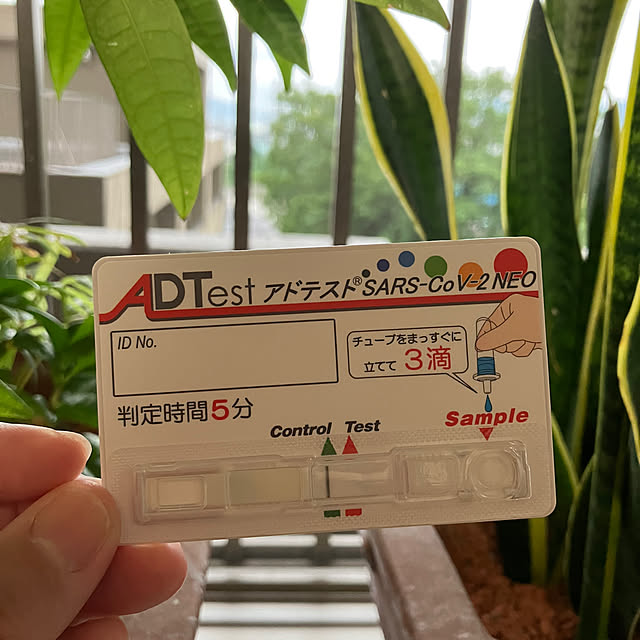 ADTest アドテスト® SARS-CoV-2 NEO
ID No.
チューブをまっすぐに
立てて 3滴
判定時間5分
Control Test
Sample